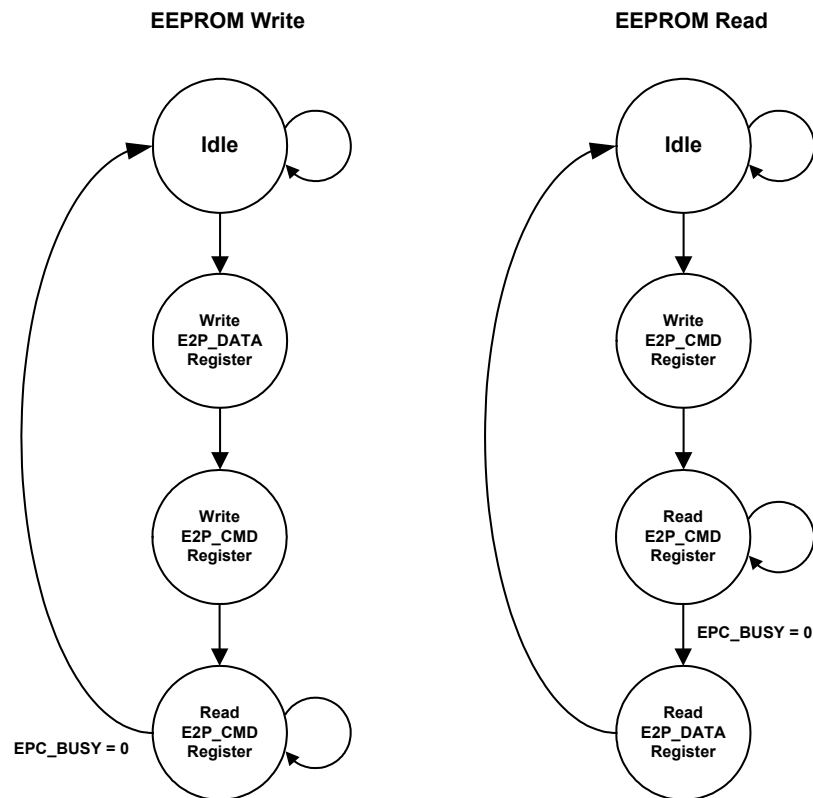 EEPROM Write
Idle
Write
E2P_DATA
Register
Write
E2P_CMD
Register
Read
E2P_CMD
Register
EPC_BUSY = 0
EEPROM Read
Idle
Write
E2P_CMD
Register
Read
E2P_CMD
Register
EPC_BUSY = 0
Read
E2P_DATA
Register